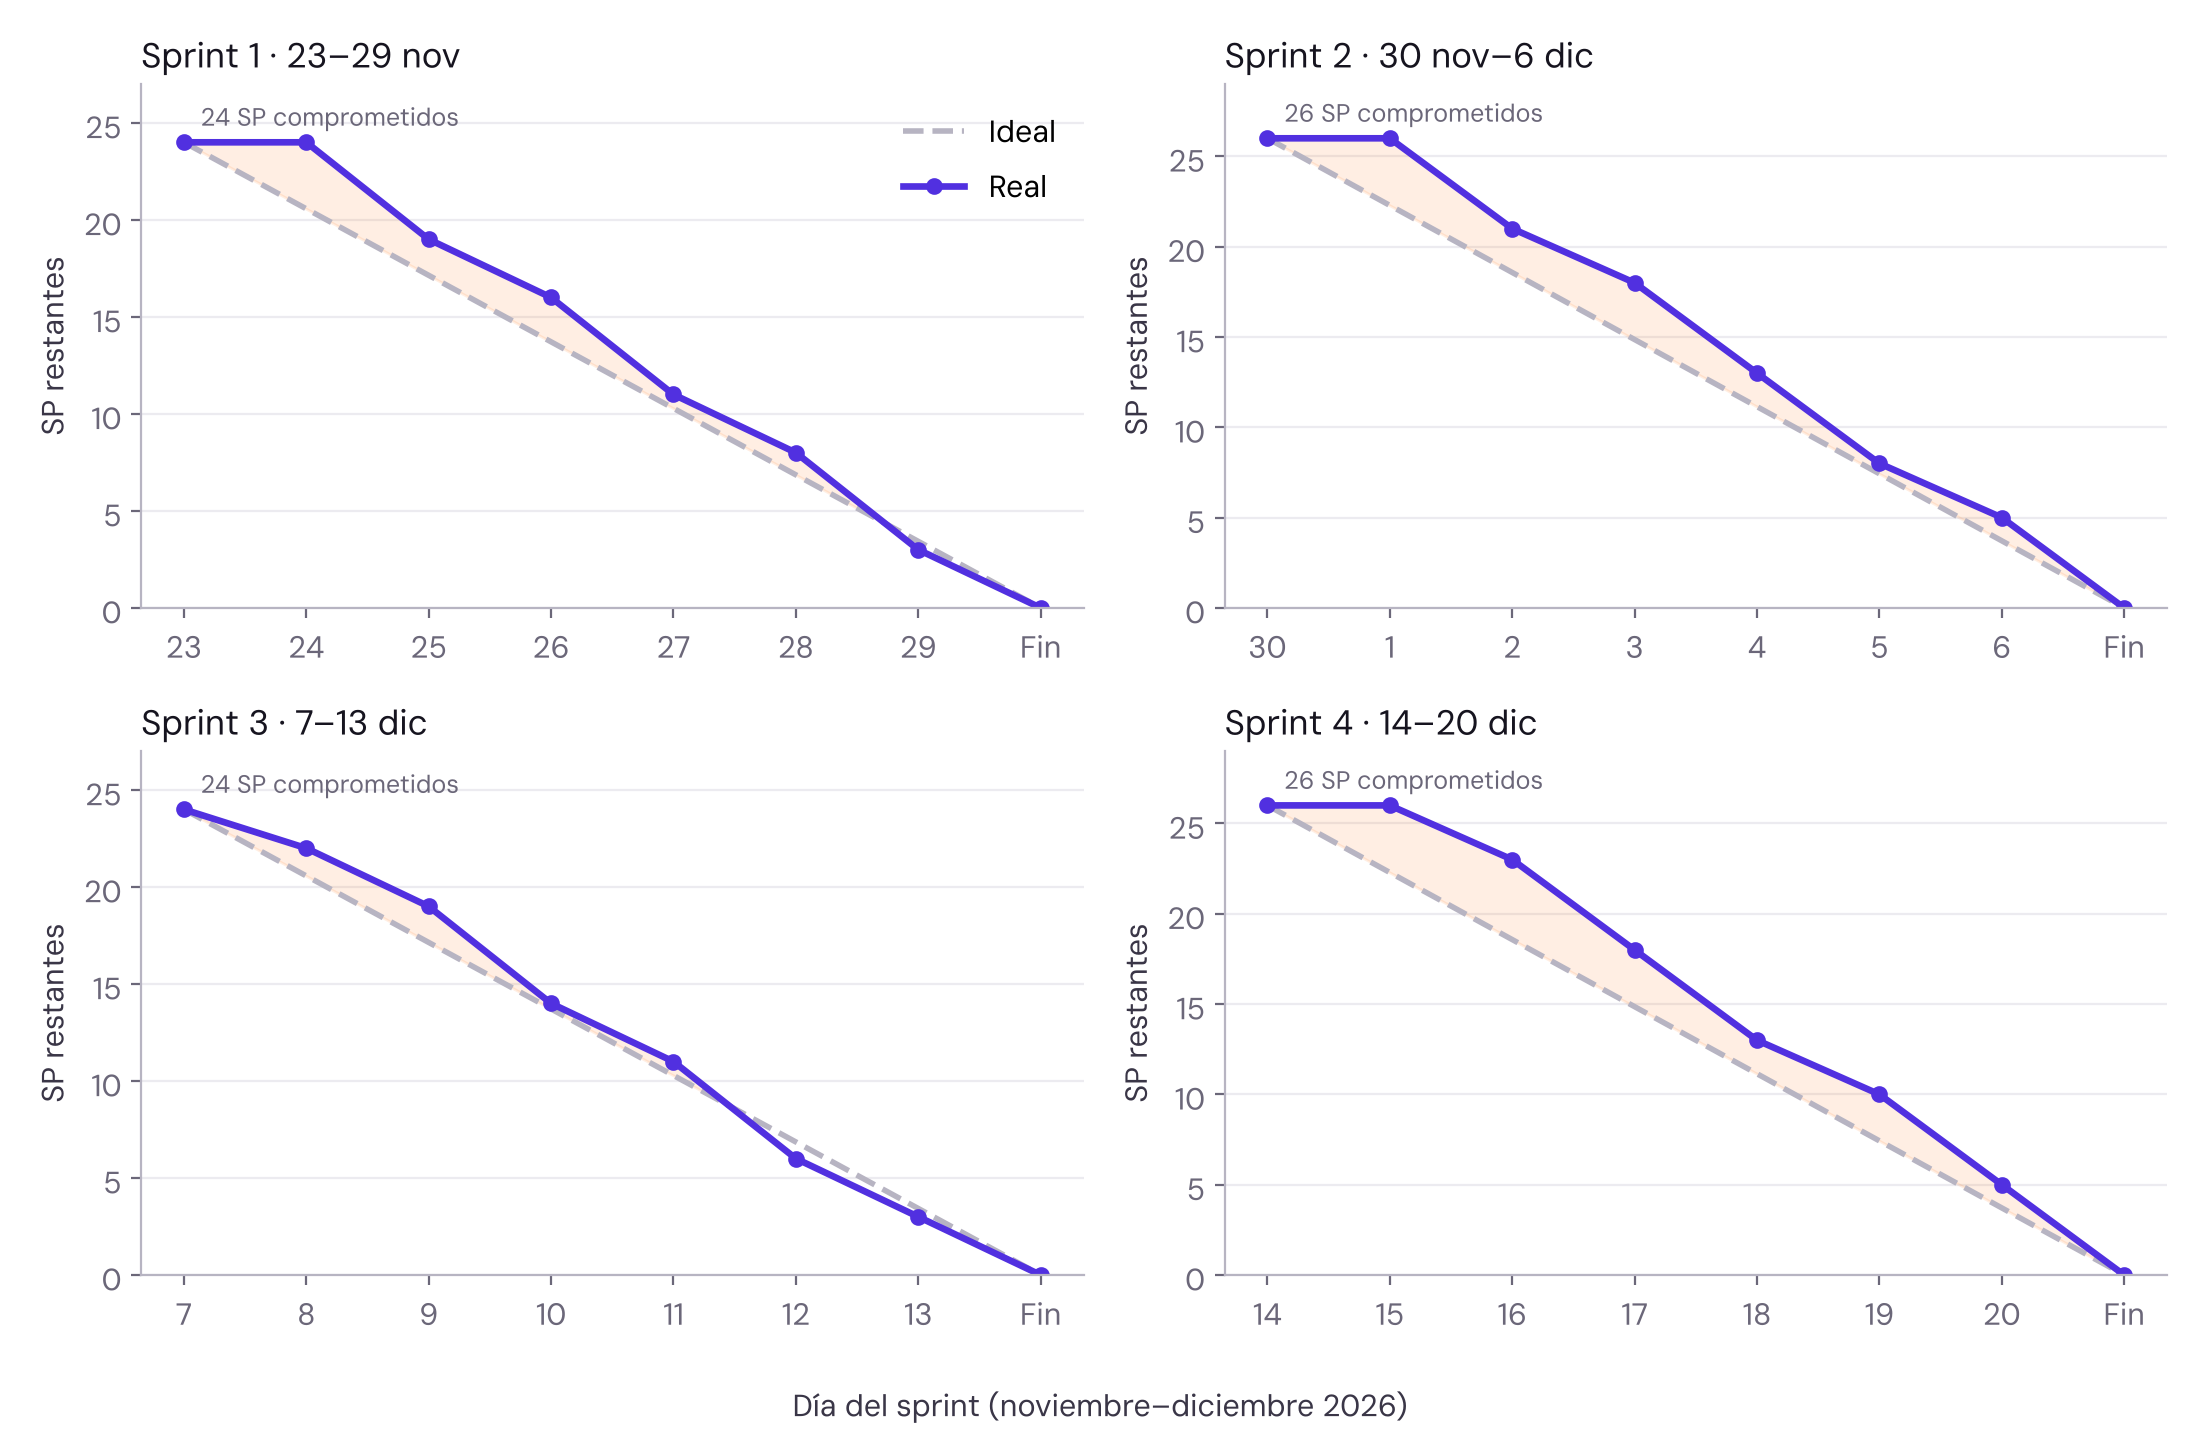 Sprint 1 · 23–29 nov
24 SP comprometidos
Ideal
Real
SP restantes
25
20
15
10
5
0
23 24 25 26 27 28 29 Fin
Sprint 2 · 30 nov–6 dic
26 SP comprometidos
SP restantes
25
20
15
10
5
0
30 1 2 3 4 5 6 Fin
Sprint 3 · 7–13 dic
24 SP comprometidos
SP restantes
25
20
15
10
5
0
7 8 9 10 11 12 13 Fin
Sprint 4 · 14–20 dic
26 SP comprometidos
SP restantes
25
20
15
10
5
0
14 15 16 17 18 19 20 Fin
Día del sprint (noviembre–diciembre 2026)